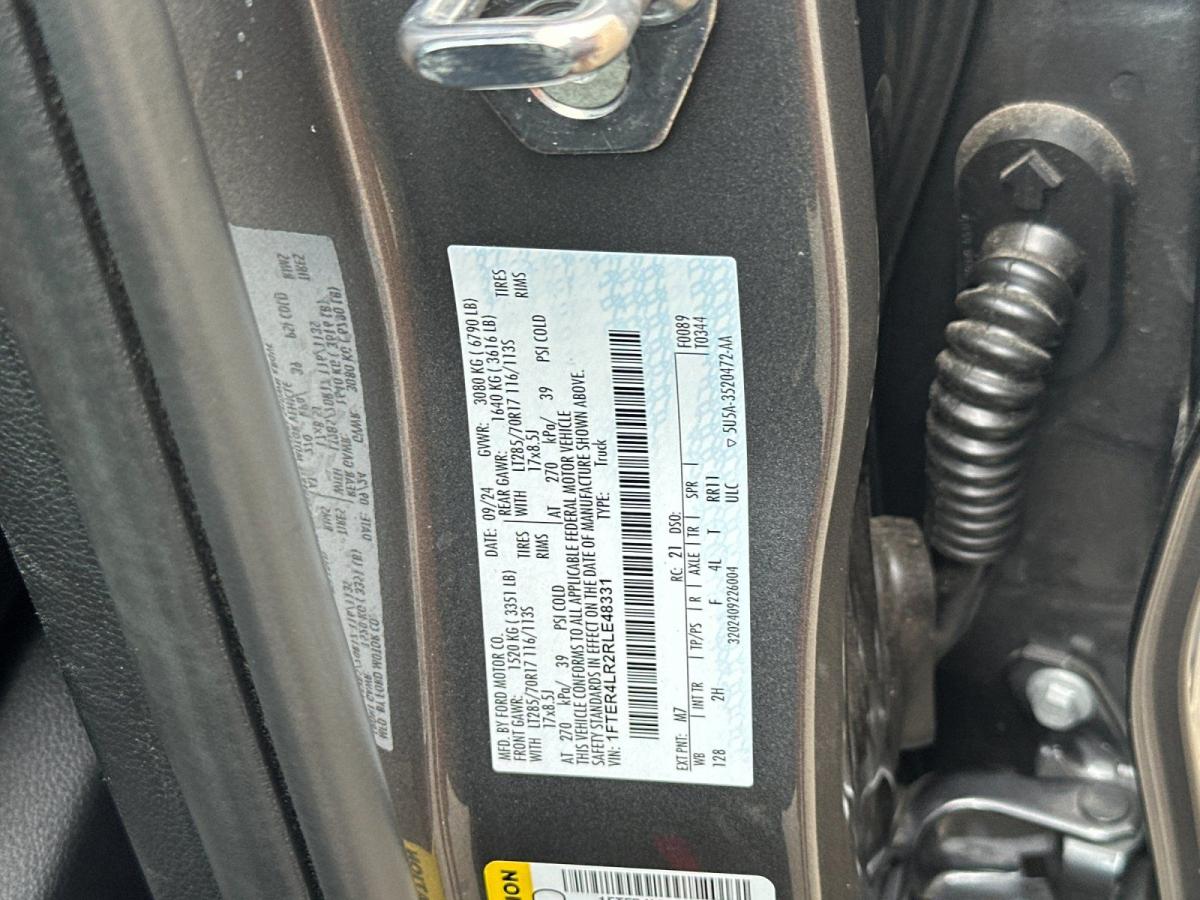 MFD. BY FORD MOTOR CO.
DATE: 09/24 GVWR: 3080 KG ( 6790 LB)
FRONT GAWR: 1520 KG ( 3351 LB)
REAR GAWR: 1640 KG ( 3616 LB)
WITH LT285/70R17 116/113S TIRES
WITH LT285/70R17 116/113S TIRES
17x8.5J RIMS
17x8.5J RIMS
AT 270 kPa/ 39 PSI COLD
AT 270 kPa/ 39 PSI COLD
THIS VEHICLE CONFORMS TO ALL APPLICABLE FEDERAL MOTOR VEHICLE
SAFETY STANDARDS IN EFFECT ON THE DATE OF MANUFACTURE SHOWN ABOVE.
VIN: 1FTER4LR2RLE48331 TYPE: Truck
F0089
T0344
EXT PNT: M7 RC: 21 DSO:
WB INT TR TP/PS R AXLE TR SPR
128 2H F 4L T RR11
ULC
3202409226004 5U5A-3520472-AA